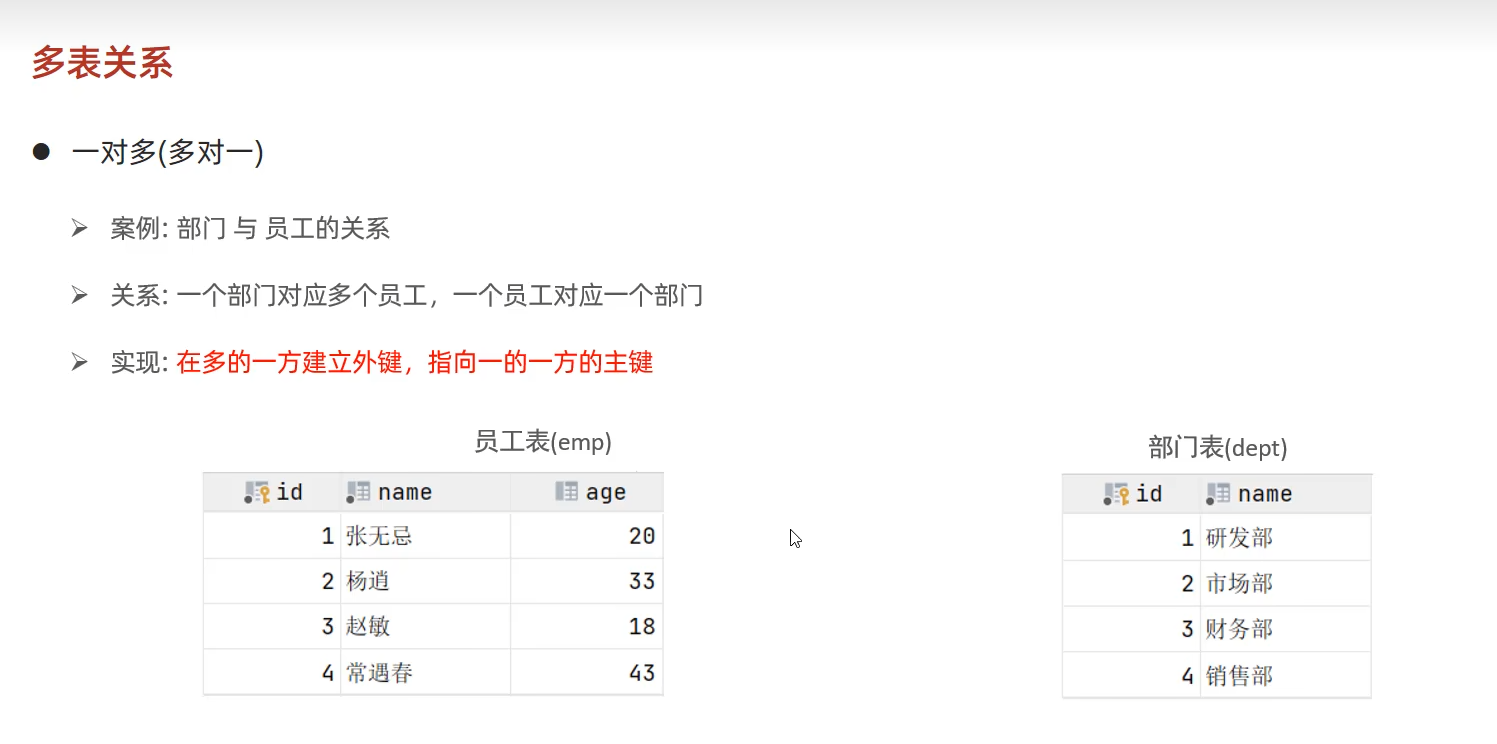 多表关系
一对多(多对一)
案例: 部门 与 员工的关系
关系: 一个部门对应多个员工，一个员工对应一个部门
实现: 在多的一方建立外键，指向一的一方的主键
员工表(emp)
id name age
1 张无忌 20
2 杨逍 33
3 赵敏 18
4 常遇春 43
部门表(dept)
id name
1 研发部
2 市场部
3 财务部
4 销售部